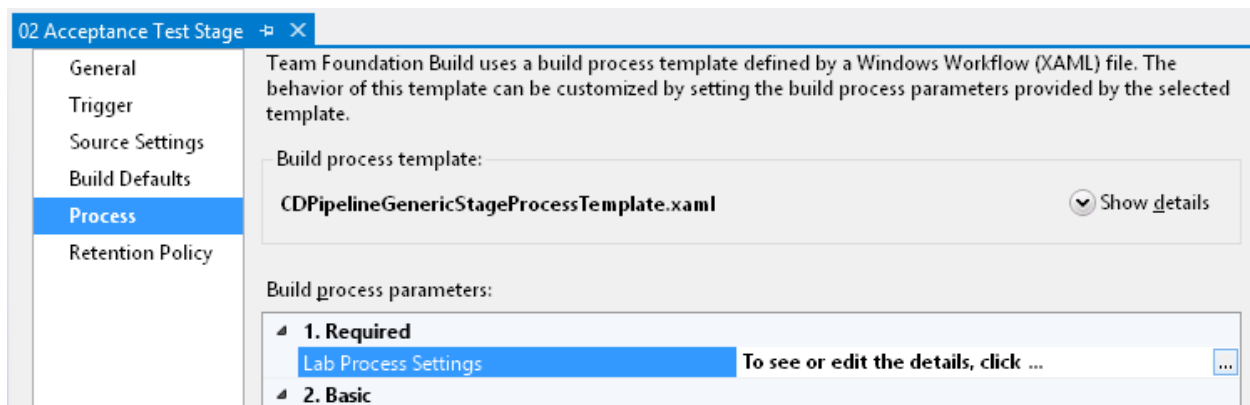 02 Acceptance Test Stage
General
Trigger
Source Settings
Build Defaults
Process
Retention Policy
Team Foundation Build uses a build process template defined by a Windows Workflow (XAML) file. The
behavior of this template can be customized by setting the build process parameters provided by the selected
template.
Build process template:
CDPipelineGenericStageProcessTemplate.xaml
Show details
Build process parameters:
1. Required
Lab Process Settings To see or edit the details, click ... ...
2. Basic